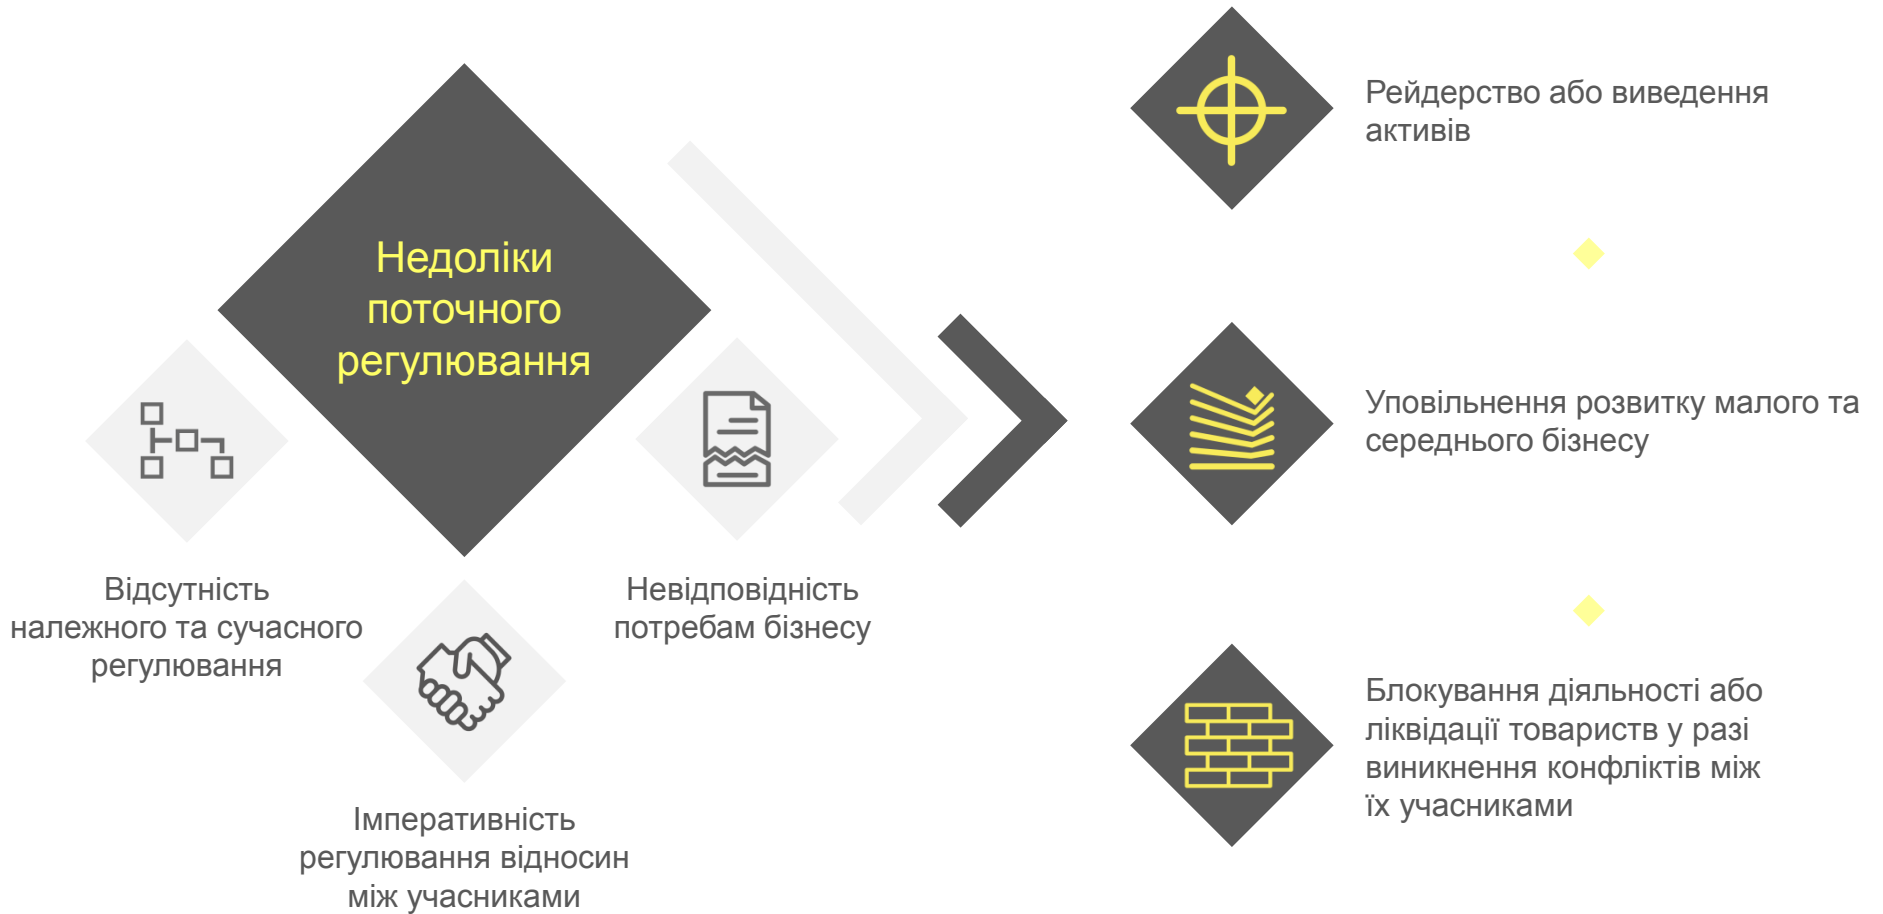 Недоліки
поточного
регулювання
Відсутність
належного та сучасного
регулювання
Імперативність
регулювання відносин
між учасниками
Невідповідність
потребам бізнесу
Рейдерство або виведення
активів
Уповільнення розвитку малого та
середнього бізнесу
Блокування діяльності або
ліквідації товариств у разі
виникнення конфліктів між
їх учасниками